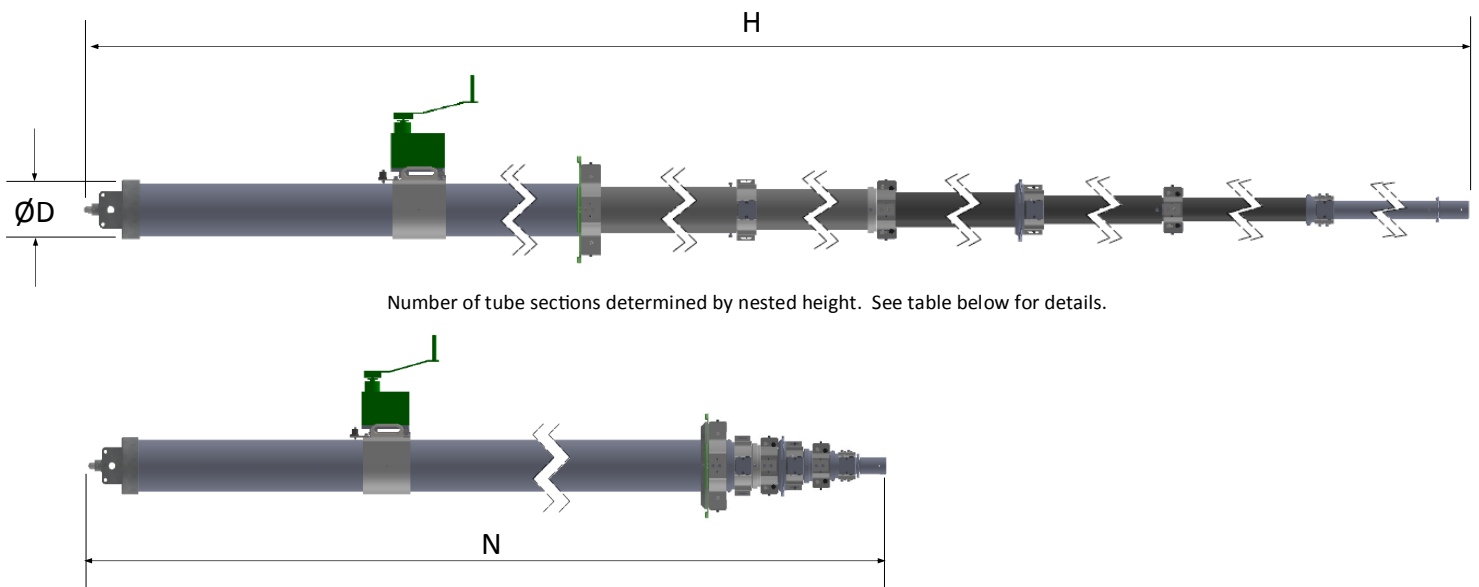 H
ØD
Number of tube sections determined by nested height.  See table below for details.
N